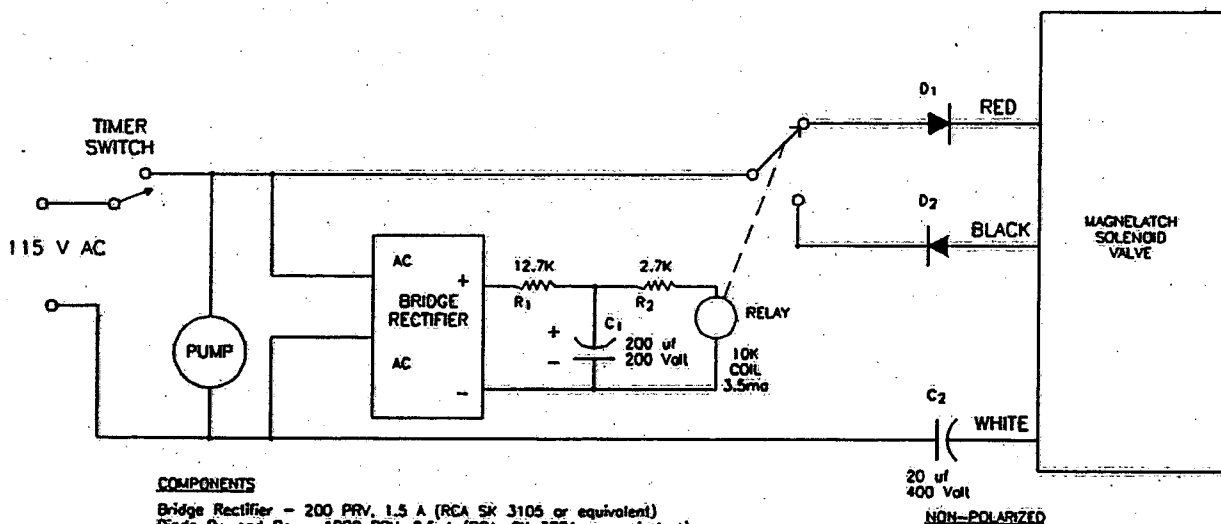 D1
RED
TIMER
SWITCH
115 V AC
D2
BLACK
MAGNELATCH
SOLENOID
VALVE
AC
+
12.7K
2.7K
BRIDGE
RECTIFIER
R1
R2
RELAY
+
C1
PUMP
200 uf
200 Volt
AC
–
–
10K
COIL
3.5ma
C2
WHITE
20 uf
400 Volt
NON-POLARIZED
COMPONENTS
Bridge Rectifier – 200 PRV, 1.5 A (RCA SK 3105 or equivalent)